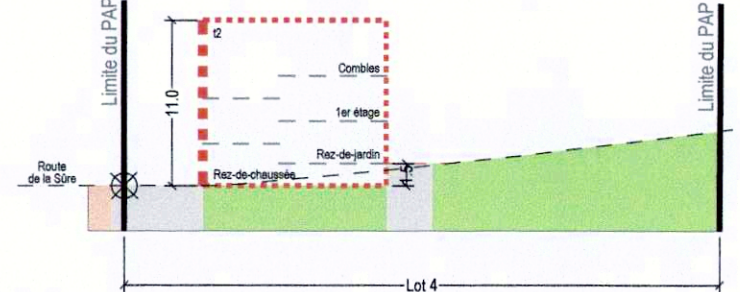 Limite du PAP
Limite du PAP
t2
Combles
11.0
1er étage
Rez-de-jardin
Route
de la Sûre
Rez-de-chaussée
1.5
Lot 4